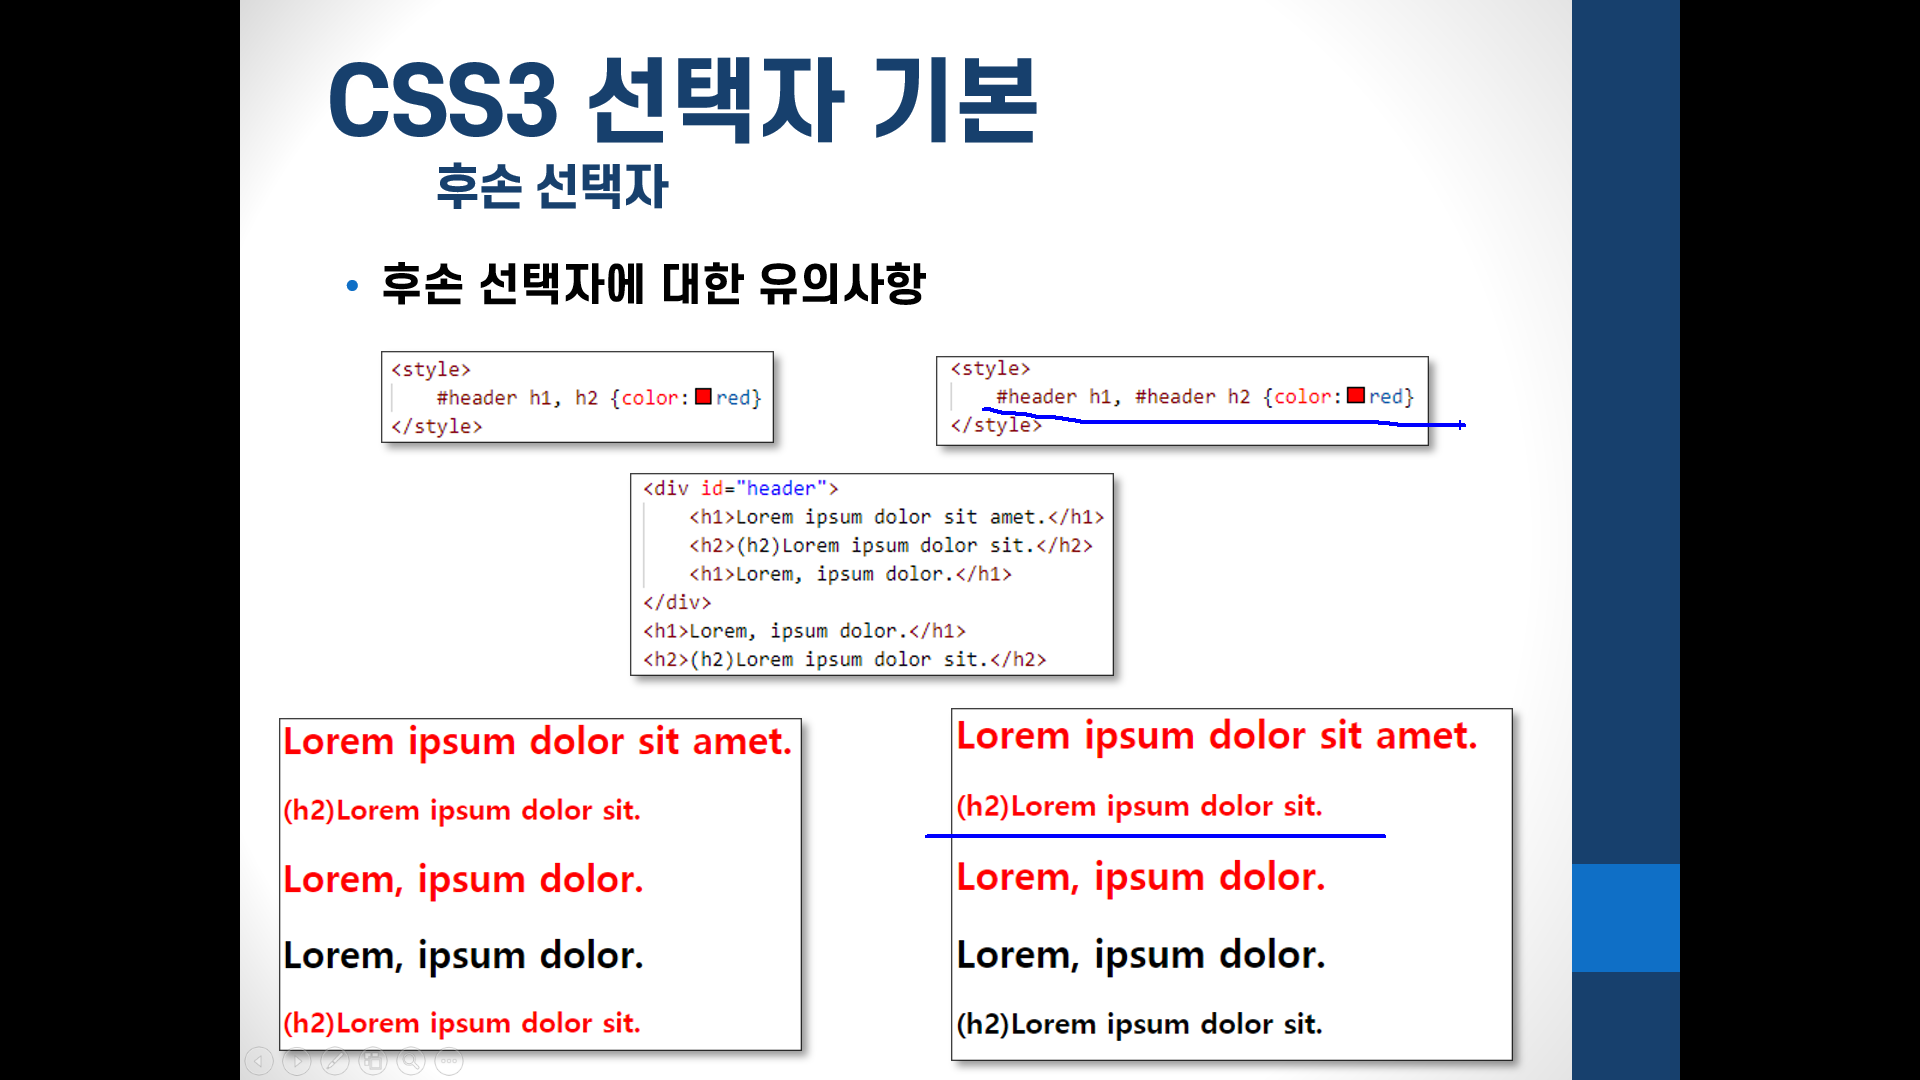 CSS3 선택자 기본
후손 선택자
• 후손 선택자에 대한 유의사항
<style>
#header h1, h2 {color: red}
</style>
<style>
#header h1, #header h2 {color: red}
</style>
<div id="header">
<h1>Lorem ipsum dolor sit amet.</h1>
<h2>(h2)Lorem ipsum dolor sit.</h2>
<h1>Lorem, ipsum dolor.</h1>
</div>
<h1>Lorem, ipsum dolor.</h1>
<h2>(h2)Lorem ipsum dolor sit.</h2>
Lorem ipsum dolor sit amet.
(h2)Lorem ipsum dolor sit.
Lorem, ipsum dolor.
Lorem, ipsum dolor.
(h2)Lorem ipsum dolor sit.
Lorem ipsum dolor sit amet.
(h2)Lorem ipsum dolor sit.
Lorem, ipsum dolor.
Lorem, ipsum dolor.
(h2)Lorem ipsum dolor sit.